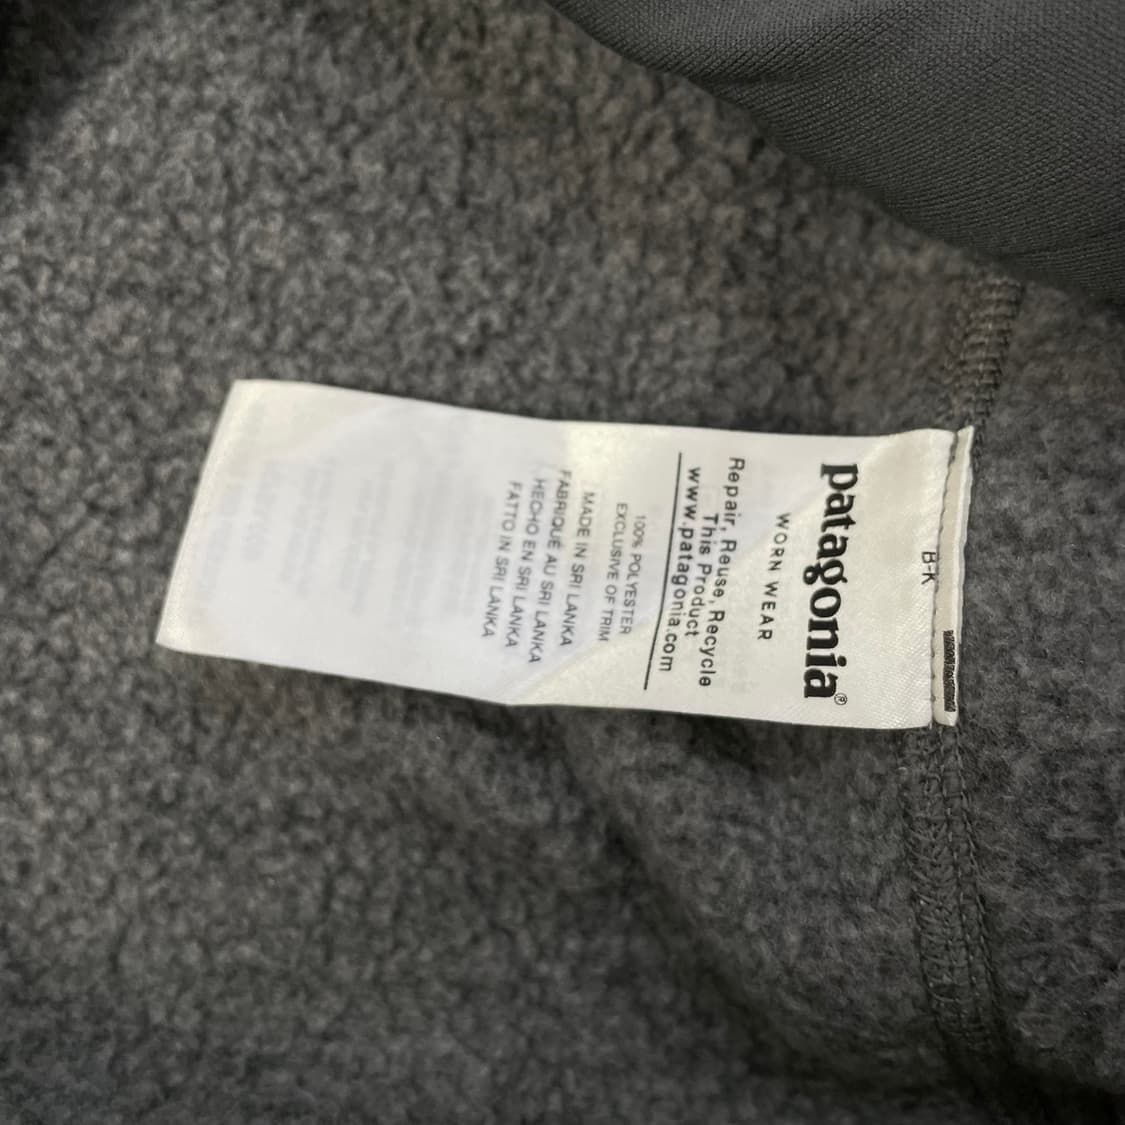 B-K
patagonia®
WORN WEAR
Repair, Reuse, Recycle
This Product
www.patagonia.com
100% POLYESTER
EXCLUSIVE OF TRIM
MADE IN SRI LANKA
FABRIQUÉ AU SRI LANKA
HECHO EN SRI LANKA
FATTO IN SRI LANKA